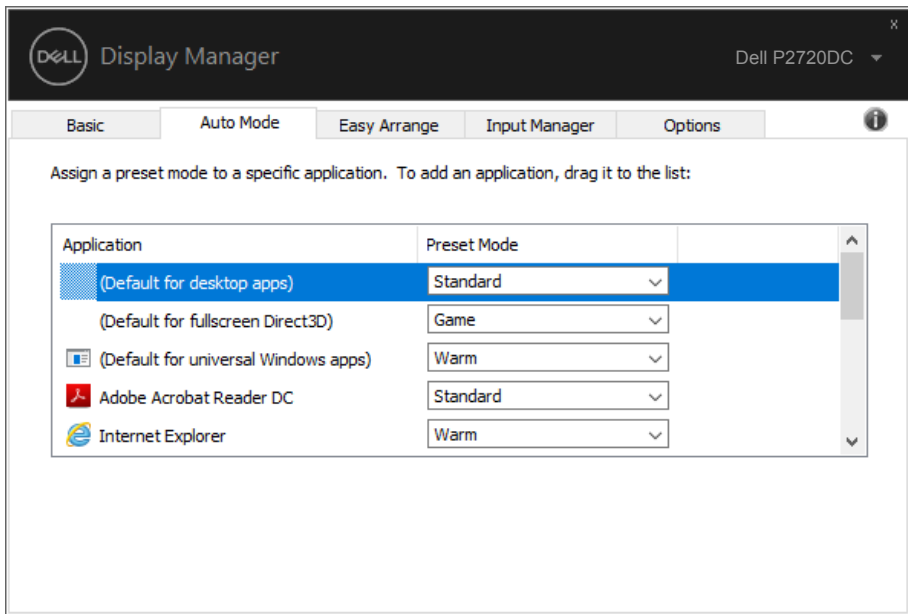 x
DELL Display Manager Dell P2720DC
Basic Auto Mode Easy Arrange Input Manager Options
Assign a preset mode to a specific application. To add an application, drag it to the list:
Application Preset Mode
(Default for desktop apps) Standard
(Default for fullscreen Direct3D) Game
(Default for universal Windows apps) Warm
Adobe Acrobat Reader DC Standard
Internet Explorer Warm